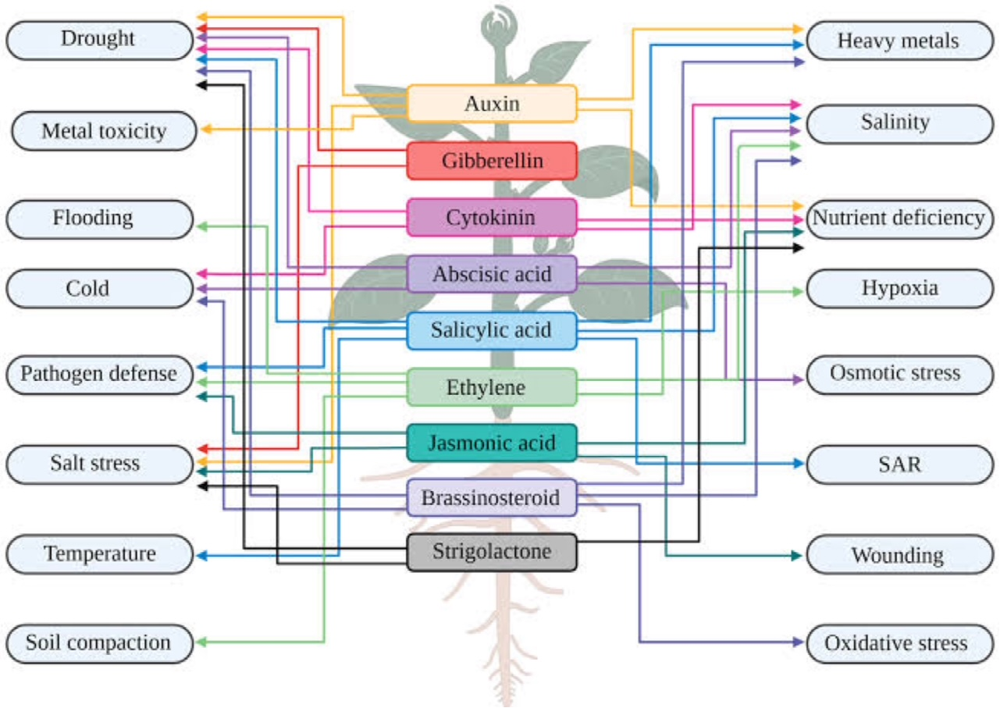 Drought
Metal toxicity
Flooding
Cold
Pathogen defense
Salt stress
Temperature
Soil compaction
Auxin
Gibberellin
Cytokinin
Abscisic acid
Salicylic acid
Ethylene
Jasmonic acid
Brassinosteroid
Strigolactone
Heavy metals
Salinity
Nutrient deficiency
Hypoxia
Osmotic stress
SAR
Wounding
Oxidative stress